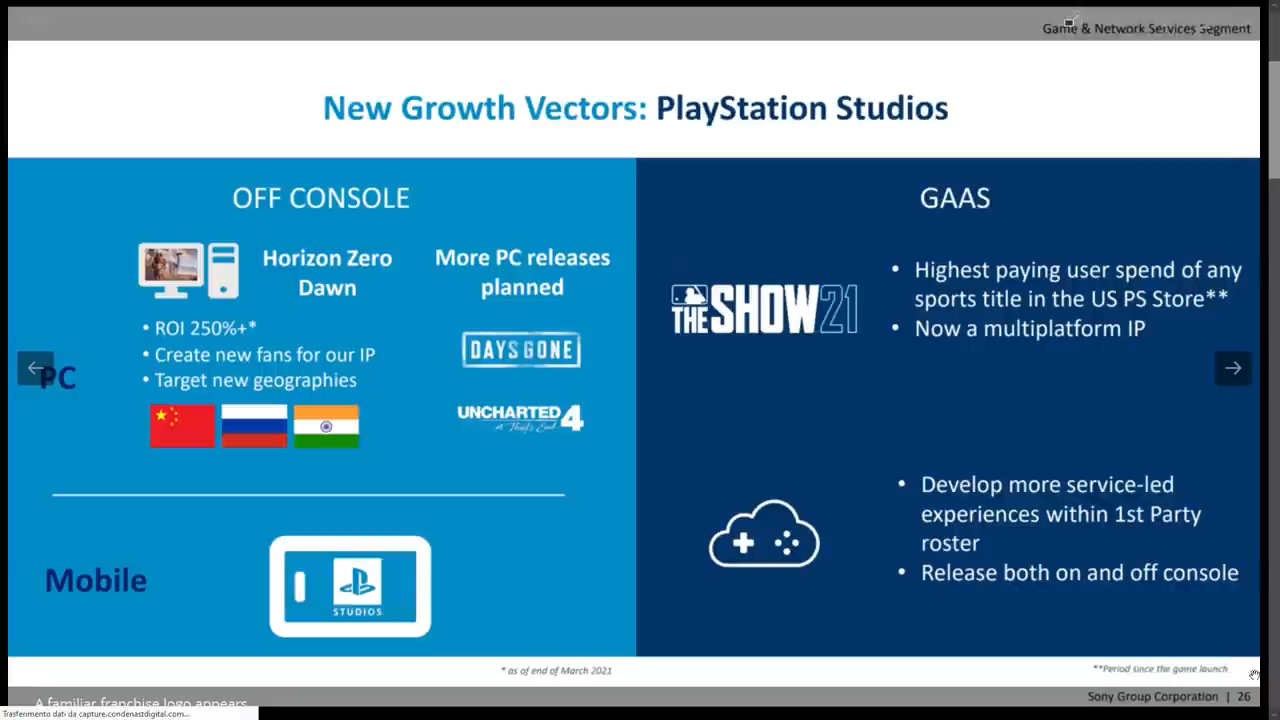 Game & Network Services Segment
New Growth Vectors: PlayStation Studios
OFF CONSOLE
PC
Horizon Zero
Dawn
• ROI 250%+*
• Create new fans for our IP
• Target new geographies
More PC releases
planned
DAYS GONE
UNCHARTED 4
A Thief's End
Mobile
STUDIOS
GAAS
MLB
THE SHOW 21
• Highest paying user spend of any
sports title in the US PS Store**
• Now a multiplatform IP
• Develop more service-led
experiences within 1st Party
roster
• Release both on and off console
* as of end of March 2021
**Period since the game launch
A familiar franchise logo appears
Sony Group Corporation | 26
Trasferimento dati da capture.condenastdigital.com...